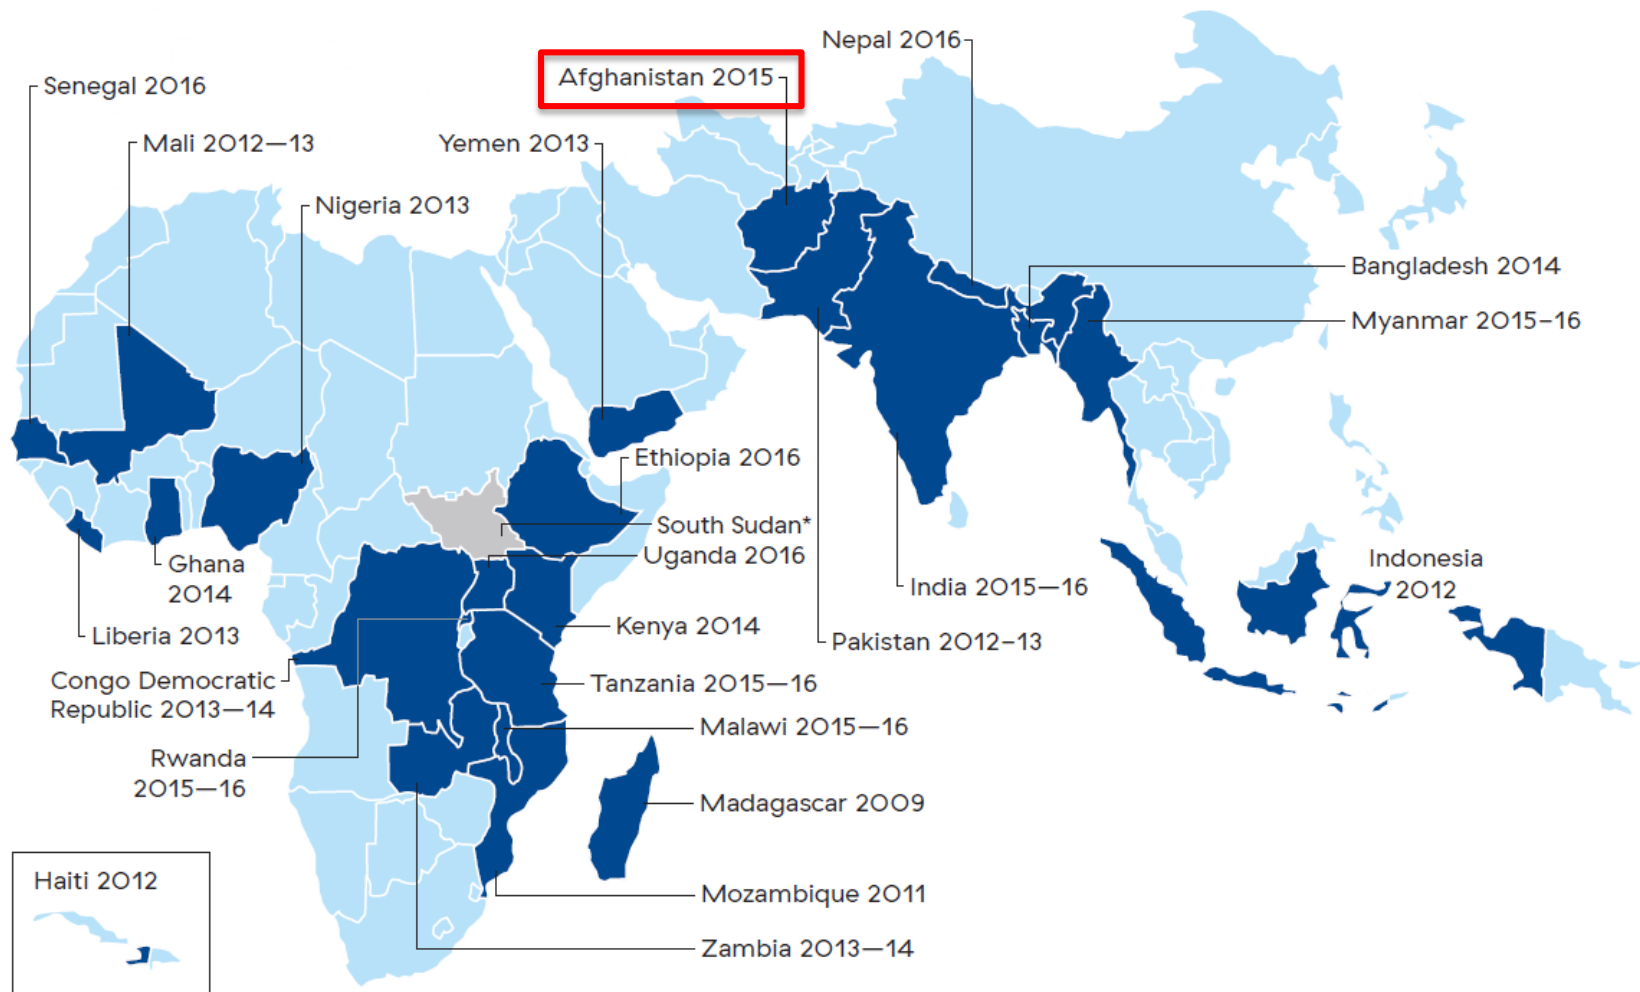 Nepal 2016
Afghanistan 2015
Senegal 2016
Mali 2012–13
Yemen 2013
Nigeria 2013
Bangladesh 2014
Myanmar 2015–16
Ethiopia 2016
South Sudan*
Uganda 2016
Ghana
2014
Indonesia
2012
India 2015–16
Liberia 2013
Kenya 2014
Pakistan 2012–13
Congo Democratic
Republic 2013–14
Tanzania 2015–16
Malawi 2015–16
Rwanda
2015–16
Madagascar 2009
Haiti 2012
Mozambique 2011
Zambia 2013–14